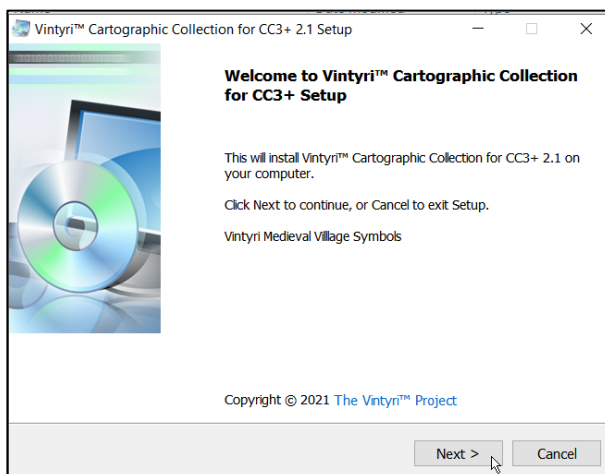 Vintyri™ Cartographic Collection for CC3+ 2.1 Setup
Welcome to Vintyri™ Cartographic Collection
for CC3+ Setup
This will install Vintyri™ Cartographic Collection for CC3+ 2.1 on
your computer.
Click Next to continue, or Cancel to exit Setup.
Vintyri Medieval Village Symbols
Copyright © 2021 The Vintyri™ Project
Next >
Cancel